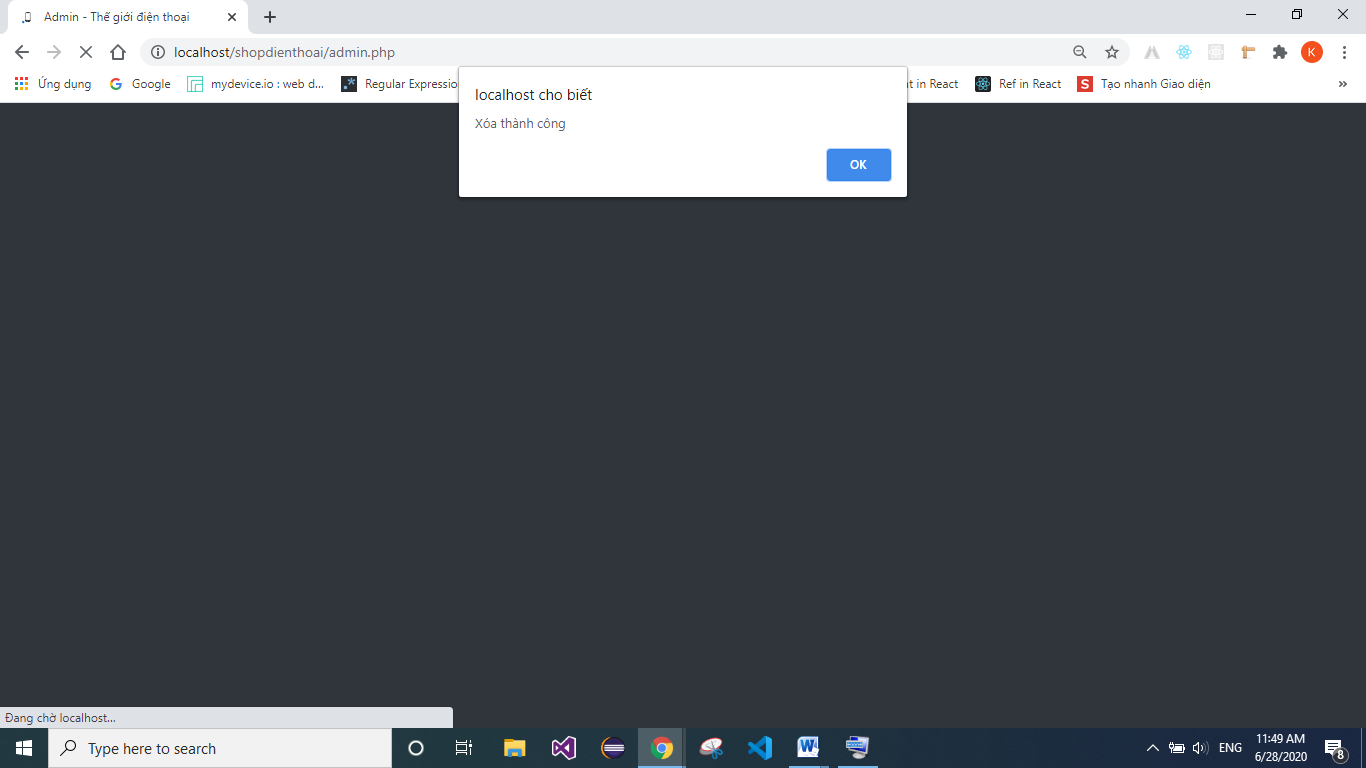 Admin - Thế giới điện thoại
localhost/shopdienthoai/admin.php
K
Ứng dụng
Google
mydevice.io : web d...
Regular Expressio
t in React
Ref in React
S
Tạo nhanh Giao diện
»
localhost cho biết
Xóa thành công
OK
Đang chờ localhost...
Type here to search
ENG
11:49 AM
6/28/2020
8